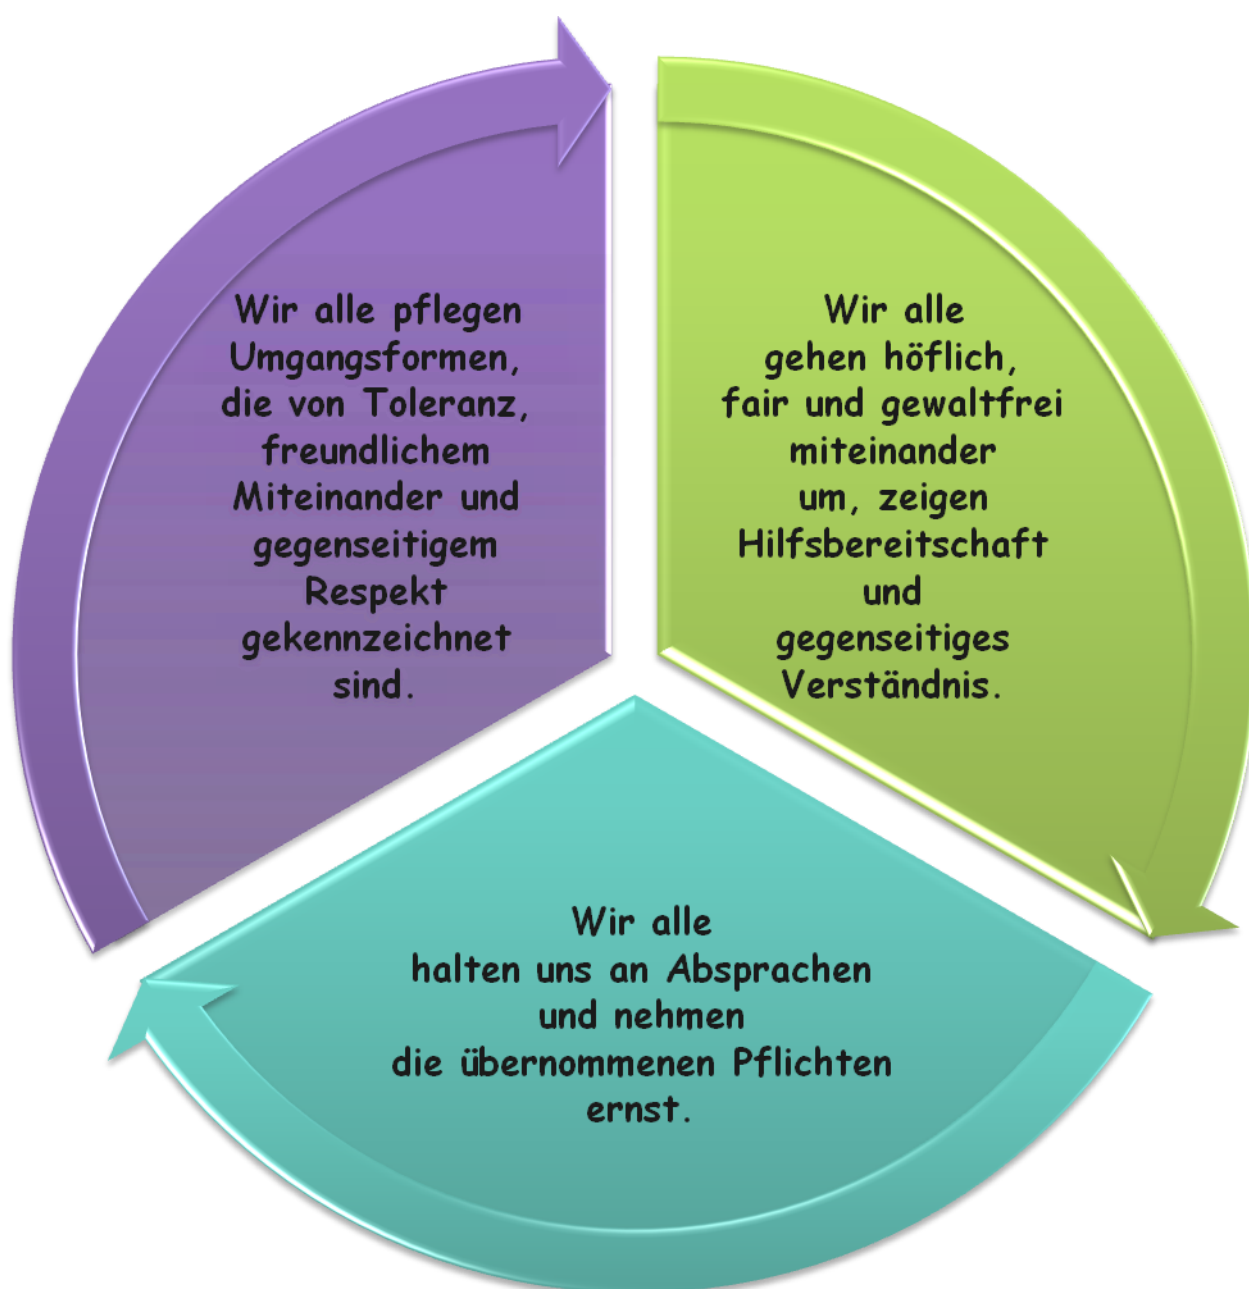 Wir alle pflegen
Umgangsformen,
die von Toleranz,
freundlichem
Miteinander und
gegenseitigem
Respekt
gekennzeichnet
sind.
Wir alle
gehen höflich,
fair und gewaltfrei
miteinander
um, zeigen
Hilfsbereitschaft
und
gegenseitiges
Verständnis.
Wir alle
halten uns an Absprachen
und nehmen
die übernommenen Pflichten
ernst.